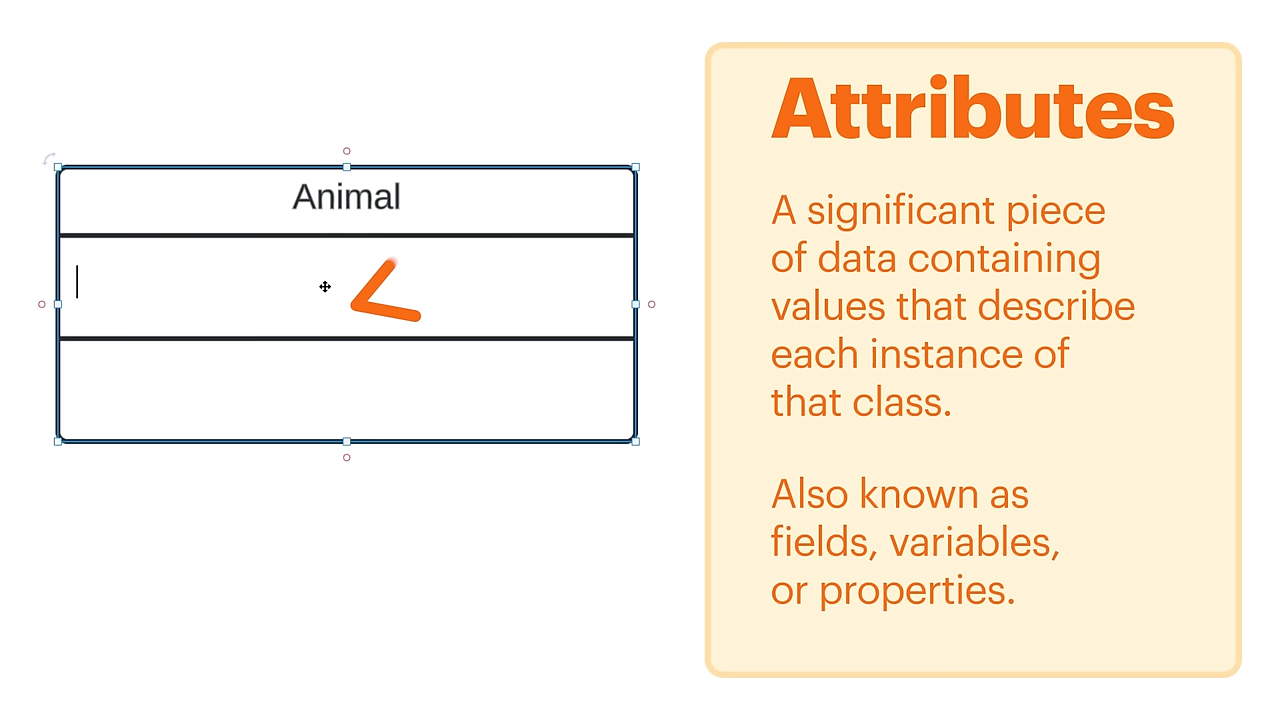 Animal
Attributes
A significant piece
of data containing
values that describe
each instance of
that class.
Also known as
fields, variables,
or properties.